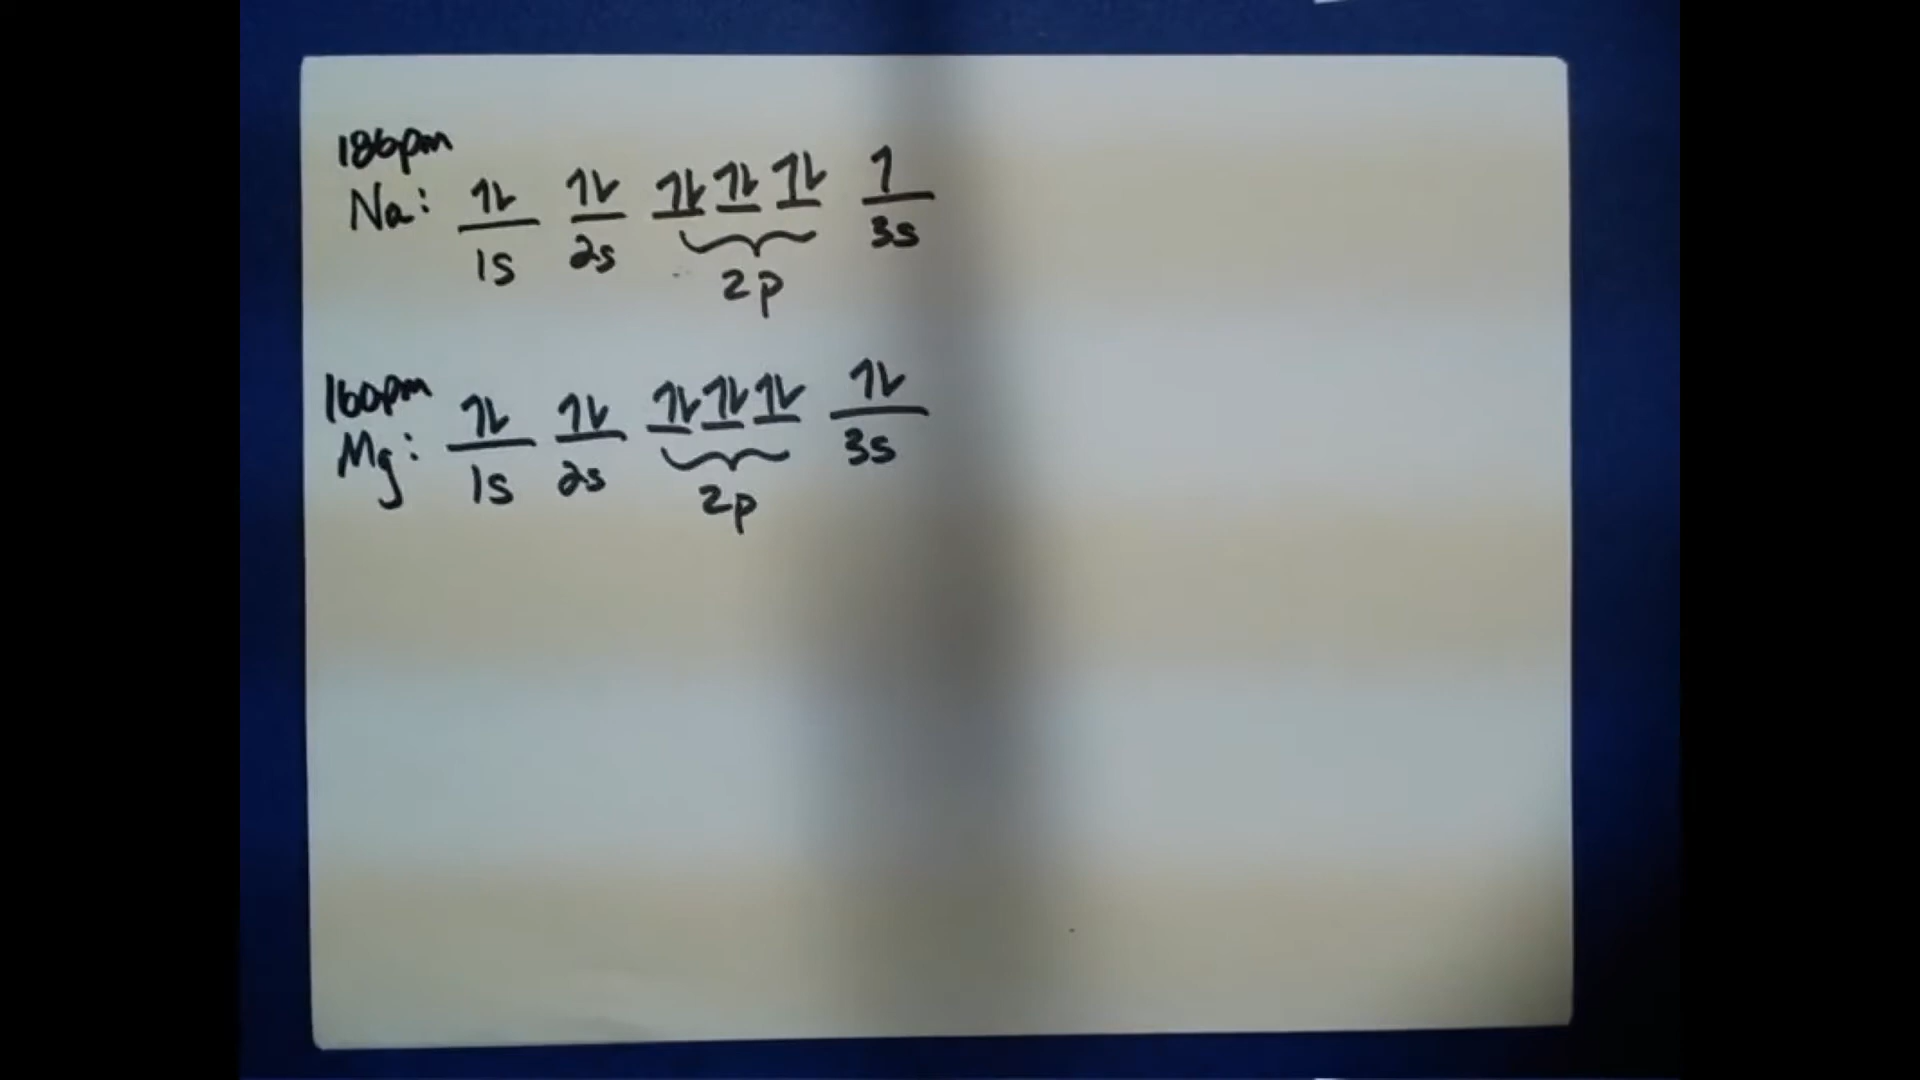 186pm
Na: ↿⇂ ↿⇂ ↿⇂ ↿⇂ ↿⇂ ↿
1s 2s 2p 3s
160pm
Mg: ↿⇂ ↿⇂ ↿⇂ ↿⇂ ↿⇂ ↿⇂
1s 2s 2p 3s